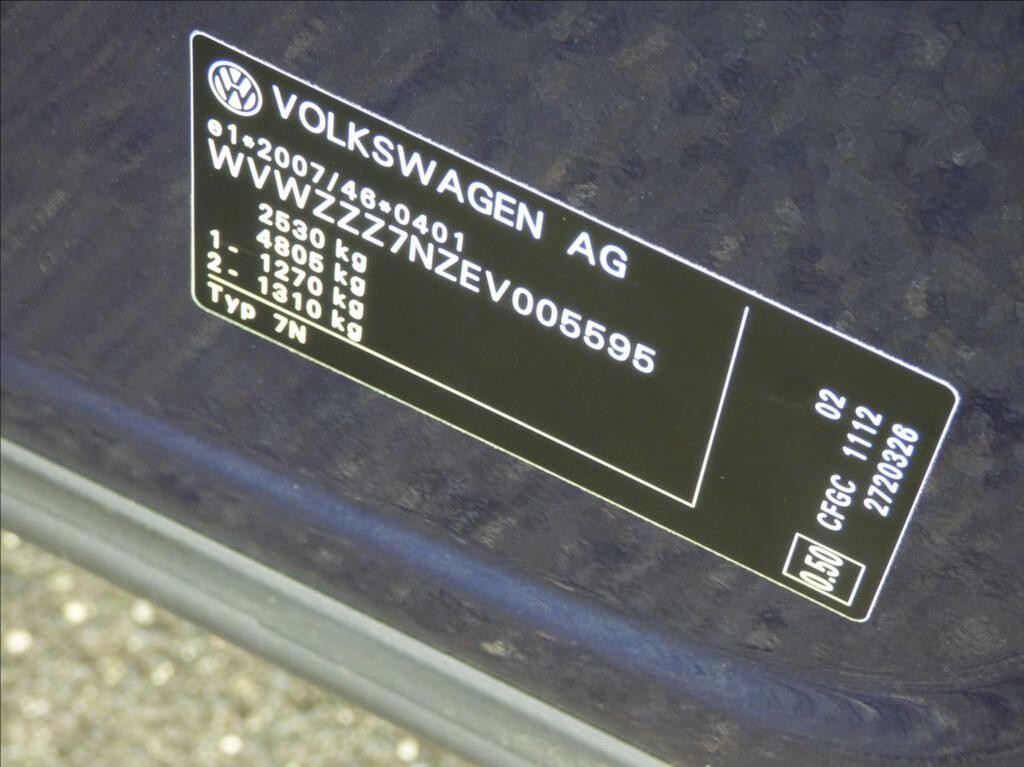 VOLKSWAGEN AG
e1*2007/46*0401
WVWZZZ7NZEV005595
2530 kg
4805 kg
1- 1270 kg
2- 1310 kg
Typ 7N
02
CFGC 1112
2720326
0.50